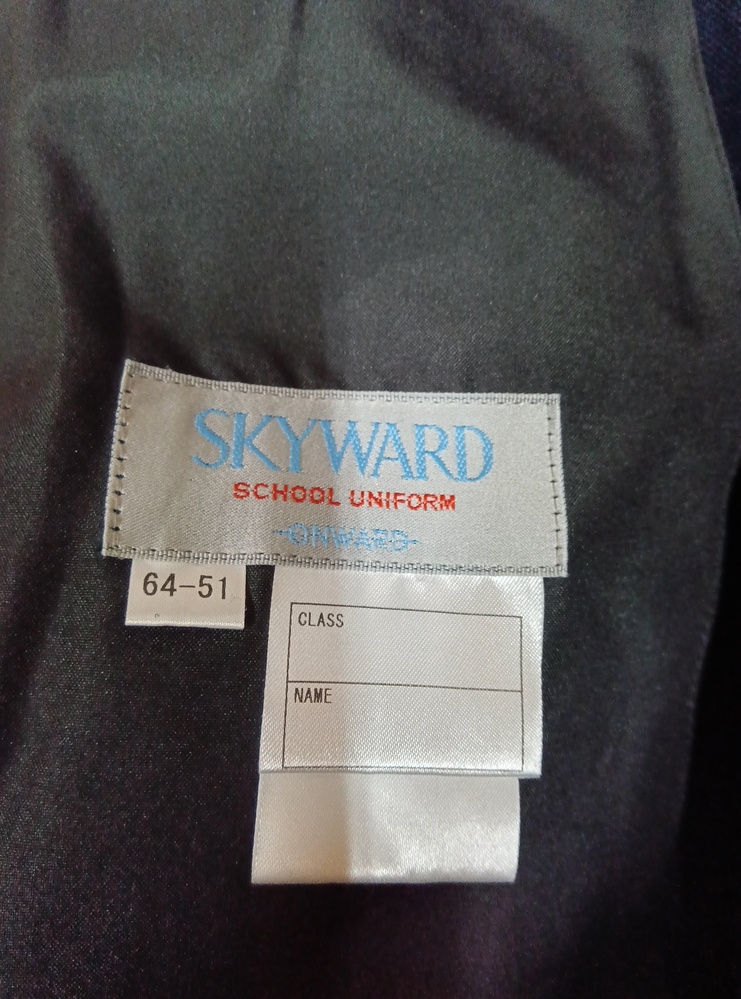 SKYWARD
SCHOOL UNIFORM
ONWARD
64-51
CLASS
NAME